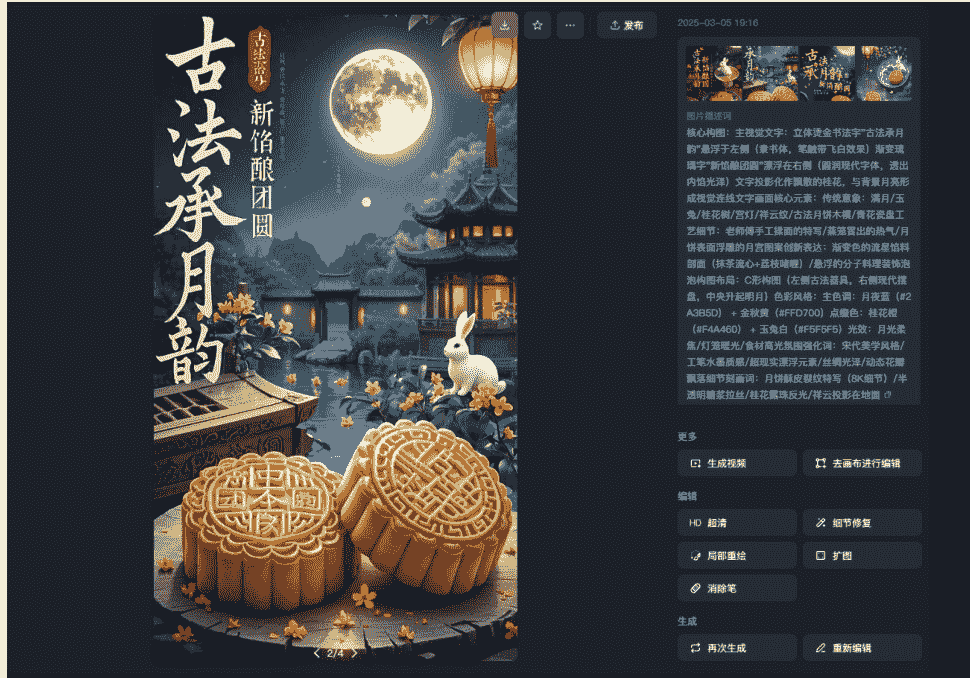 古法承月韵
新馅酿团圆
发布
2025-03-05 19:16
图片描述词
核心构图：主视觉文字：立体烫金书法字"古法承月
韵"悬浮于左侧（隶书体，笔触带飞白效果）渐变琉
璃字"新馅酿团圆"漂浮在右侧（圆润现代字体，透出
内馅光泽）文字投影化作飘散的桂花，与背景月亮形
成视觉连线文字画面核心元素：传统意象：满月/玉
兔/桂花树/宫灯/祥云纹/古法月饼木模/青花瓷盘工
艺细节：老师傅手工揉面的特写/蒸笼冒出的热气/月
饼表面浮雕的月宫图案创新表达：渐变色的流星馅料
剖面（抹茶流心+荔枝啫喱）/悬浮的分子料理装饰泡
泡构图布局：C形构图（左侧古法器具，右侧现代摆
盘，中央升起明月）色彩风格：主色调：月夜蓝（#2
A3B5D） + 金秋黄（#FFD700）点缀色：桂花橙
（#F4A460） + 玉兔白（#F5F5F5）光效：月光柔
焦/灯笼暖光/食材高光氛围强化词：宋代美学风格/
工笔水墨质感/超现实漂浮元素/丝绸光泽/动态花瓣
飘落细节刻画词：月饼酥皮裂纹特写（8K细节）/半
透明糖浆拉丝/桂花露珠反光/祥云投影在地面
更多
生成视频
去画布进行编辑
编辑
HD 超清
细节修复
局部重绘
扩图
消除笔
生成
再次生成
重新编辑
2/4